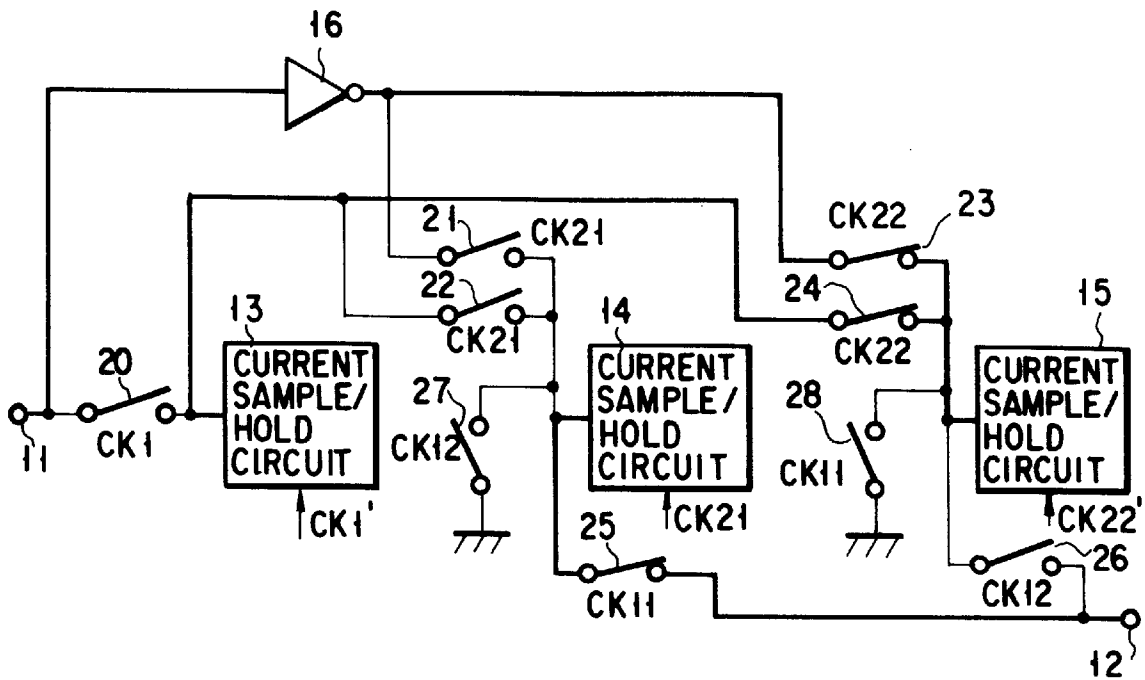 16
21
CK21
CK22
23
22
CK21
24
CK22
20
CK1
11
13
CURRENT
SAMPLE/
HOLD
CIRCUIT
CK1'
27
CK12
14
CURRENT
SAMPLE/
HOLD
CIRCUIT
CK21
28
CK11
15
CURRENT
SAMPLE/
HOLD
CIRCUIT
CK22'
25
CK11
26
CK12
12